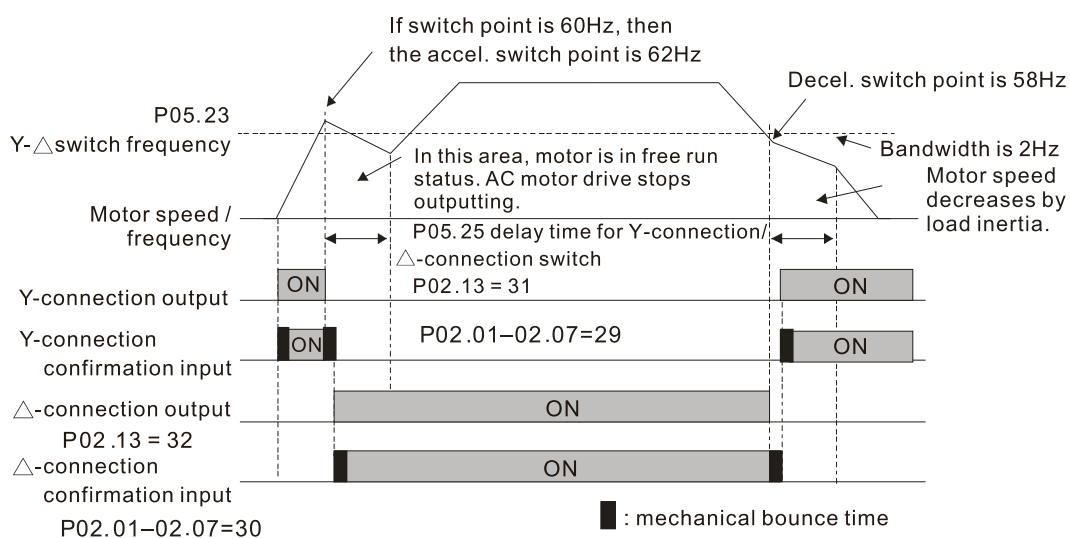 If switch point is 60Hz, then
the accel. switch point is 62Hz
Decel. switch point is 58Hz
P05.23
Y-△switch frequency
Bandwidth is 2Hz
In this area, motor is in free run
status. AC motor drive stops
outputting.
Motor speed
decreases by
load inertia.
Motor speed /
frequency
P05.25 delay time for Y-connection/
△-connection switch
Y-connection output
ON
P02.13 = 31
ON
Y-connection
confirmation input
ON
P02.01–02.07=29
ON
△-connection output
ON
P02.13 = 32
△-connection
confirmation input
ON
P02.01–02.07=30
: mechanical bounce time